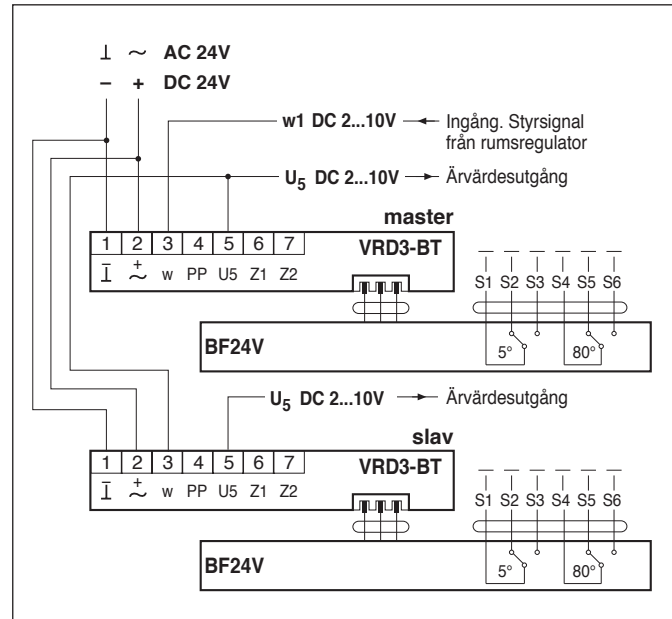 ⊥ ~ AC 24V
– + DC 24V
w1 DC 2...10V Ingång. Styrsignal
från rumsregulator
U5 DC 2...10V Ärvärdesutgång
master
1 2 3 4 5 6 7 VRD3-BT
⊥ ~ w PP U5 Z1 Z2
– +
S1 S2 S3 S4 S5 S6
BF24V 5° 80°
U5 DC 2...10V Ärvärdesutgång
slav
1 2 3 4 5 6 7 VRD3-BT
⊥ ~ w PP U5 Z1 Z2
– +
S1 S2 S3 S4 S5 S6
BF24V 5° 80°